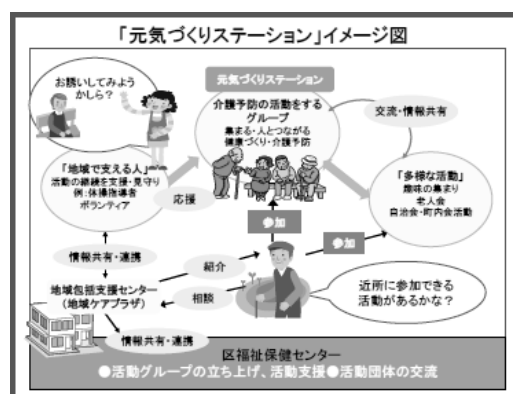 「元気づくりステーション」イメージ図
お誘いしてみよう
かしら？
元気づくりステーション
介護予防の活動をする
グループ
集まる・人とつながる
健康づくり・介護予防
交流・情報共有
「地域で支える人」
活動の継続を支援・見守り
例：体操指導者
ボランティア
応援
「多様な活動」
趣味の集まり
老人会
自治会・町内会活動
参加
参加
情報共有・連携
紹介
地域包括支援センター
（地域ケアプラザ）
相談
近所に参加できる
活動があるかな？
情報共有・連携
区福祉保健センター
●活動グループの立ち上げ、活動支援●活動団体の交流